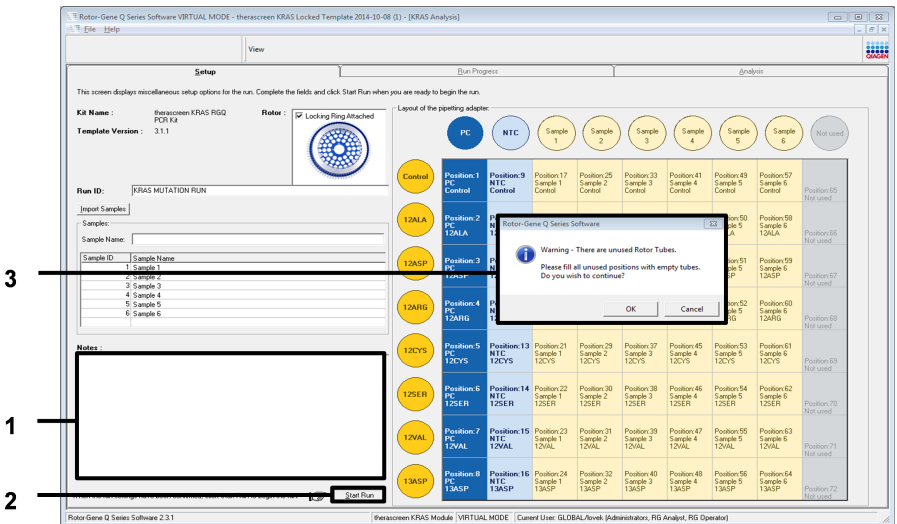 Rotor-Gene Q Series Software VIRTUAL MODE - therascreen KRAS Locked Template 2014-10-08 (1) - [KRAS Analysis]
File Help
View
QIAGEN
Setup
Run Progress
Analysis
This screen displays miscellaneous setup options for the run. Complete the fields and click Start Run when you are ready to begin the run.
Kit Name : therascreen KRAS RGQ PCR Kit
Rotor :
Locking Ring Attached
Template Version : 3.1.1
Run ID: KRAS MUTATION RUN
Import Samples
Samples:
Sample Name:
Sample ID Sample Name
1 Sample 1
2 Sample 2
3 Sample 3
4 Sample 4
5 Sample 5
6 Sample 6
Notes :
Start Run
Layout of the pipetting adapter:
PC NTC Sample 1 Sample 2 Sample 3 Sample 4 Sample 5 Sample 6 Not used
Control
Position:1 Position:9 Position:17 Position:25 Position:33 Position:41 Position:49 Position:57
PC NTC Sample 1 Sample 2 Sample 3 Sample 4 Sample 5 Sample 6
Control Control Control Control Control Control Control Control
Position:65
Not used
12ALA
Position:2 Position:58
PC Sample 6
12ALA 12ALA
Position:66
Not used
12ASP
Position:3 Position:59
PC Sample 6
12ASP 12ASP
Position:67
Not used
12ARG
Position:4 Position:60
PC Sample 6
12ARG 12ARG
Position:68
Not used
12CYS
Position:5 Position:13 Position:21 Position:29 Position:37 Position:45 Position:53 Position:61
PC NTC Sample 1 Sample 2 Sample 3 Sample 4 Sample 5 Sample 6
12CYS 12CYS 12CYS 12CYS 12CYS 12CYS 12CYS 12CYS
Position:69
Not used
12SER
Position:6 Position:14 Position:22 Position:30 Position:38 Position:46 Position:54 Position:62
PC NTC Sample 1 Sample 2 Sample 3 Sample 4 Sample 5 Sample 6
12SER 12SER 12SER 12SER 12SER 12SER 12SER 12SER
Position:70
Not used
12VAL
Position:7 Position:15 Position:23 Position:31 Position:39 Position:47 Position:55 Position:63
PC NTC Sample 1 Sample 2 Sample 3 Sample 4 Sample 5 Sample 6
12VAL 12VAL 12VAL 12VAL 12VAL 12VAL 12VAL 12VAL
Position:71
Not used
13ASP
Position:8 Position:16 Position:24 Position:32 Position:40 Position:48 Position:56 Position:64
PC NTC Sample 1 Sample 2 Sample 3 Sample 4 Sample 5 Sample 6
13ASP 13ASP 13ASP 13ASP 13ASP 13ASP 13ASP 13ASP
Position:72
Not used
Rotor-Gene Q Series Software
Warning - There are unused Rotor Tubes.
Please fill all unused positions with empty tubes.
Do you wish to continue?
OK Cancel
3
1
2
Rotor-Gene Q Series Software 2.3.1
therascreen KRAS Module VIRTUAL MODE Current User: GLOBAL/lovek (Administrators, RG Analyst, RG Operator)